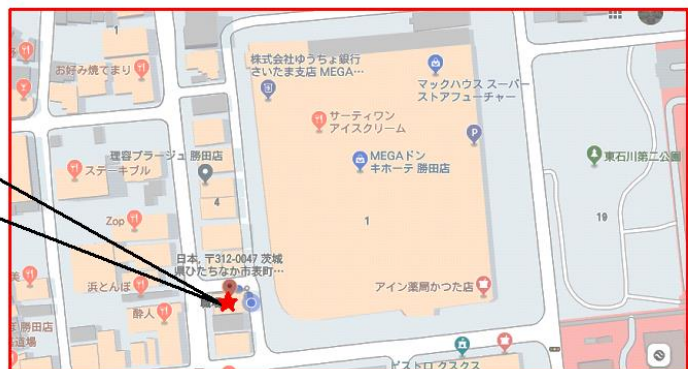 1
お好み焼てまり
株式会社ゆうちょ銀行
さいたま支店 MEGA…
マックハウス スーパー
ストアフューチャー
サーティワン
アイスクリーム
P
理容プラージュ 勝田店
ステーキブル
MEGAドン
キホーテ 勝田店
東石川第二公園
4
Zop
1
19
日本, 〒312-0047 茨城
県ひたちなか市表町…
浜とんぼ
酔人
アイン薬局かつた店
勝田店
道場
ビストロ クスクス